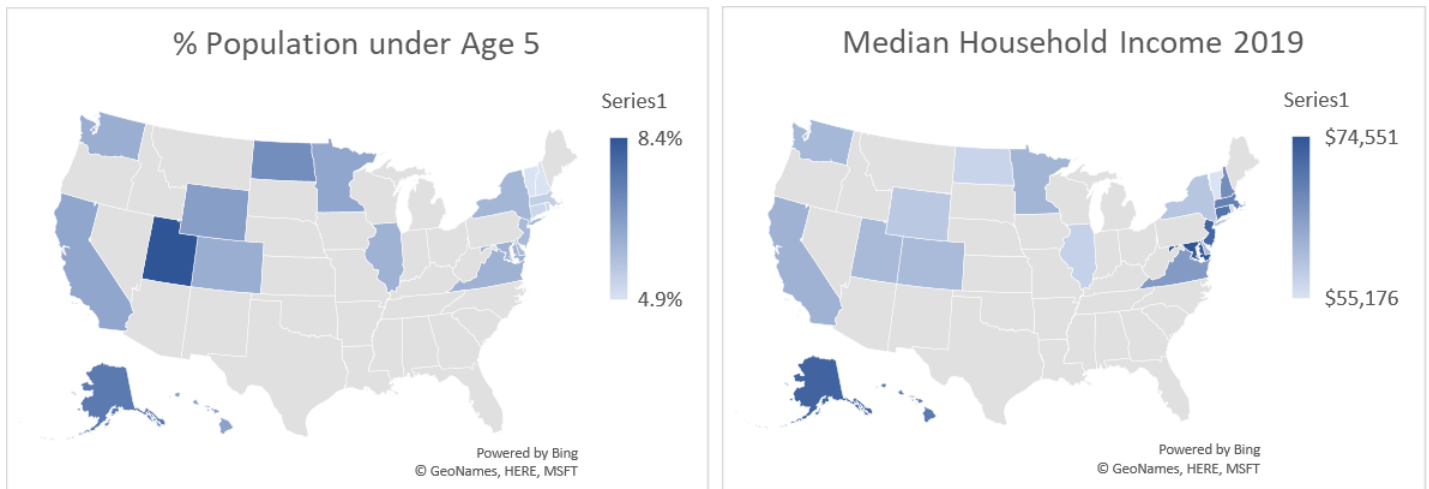 % Population under Age 5
Series1
8.4%
4.9%
Powered by Bing
© GeoNames, HERE, MSFT
Median Household Income 2019
Series1
$74,551
$55,176
Powered by Bing
© GeoNames, HERE, MSFT